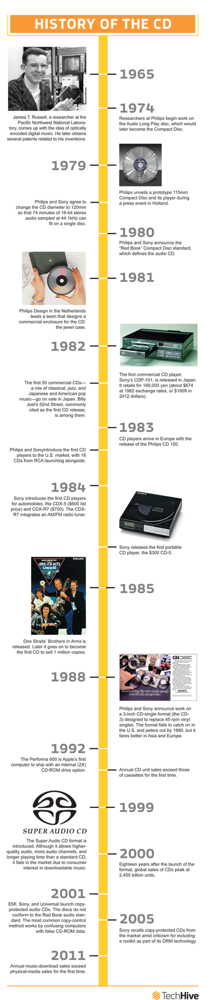 HISTORY OF THE CD
1965
James T. Russell, a researcher at the
Pacific Northwest National Labora-
tory, comes up with the idea of optically
encoded digital music. He later obtains
several patents related to his inventions.
1974
Researchers at Philips begin work on
the Audio Long Play disc, which would
later become the Compact Disc.
1979
Philips unveils a prototype 115mm
Compact Disc and its player during
a press event in Holland.
Philips and Sony agree to
change the CD diameter to 120mm
so that 74 minutes of 16-bit stereo
audio sampled at 44.1kHz can
fit on a single disc.
1980
Philips and Sony announce the
“Red Book” Compact Disc standard,
which defines the audio CD.
1981
Philips Design in the Netherlands
leads a team that designs a
commercial enclosure for the CD:
the jewel case.
1982
The first commercial CD player,
Sony's CDP-101, is released in Japan.
It retails for 168,000 yen (about $674
at 1982 exchange rates, or $1609 in
2012 dollars).
The first 50 commercial CDs—
a mix of classical, jazz, and
Japanese and American pop
music—go on sale in Japan. Billy
Joel's 52nd Street, commonly
cited as the first CD release,
is among them.
1983
CD players arrive in Europe with the
release of the Philips CD 100.
Philips and Sonyintroduce the first CD
players to the U.S. market, with 16
CDs from RCA launching alongside.
1984
Sony introduces the first CD players
for automobiles, the CDX-5 ($600 list
price) and CDX-R7 ($700). The CDX-
R7 integrates an AM/FM radio tuner.
SONY
Sony releases the first portable
CD player, the $300 CD-5.
PHILIPS
dIRE sTRAITS
Live in 85
1985
Dire Straits' Brothers in Arms is
released. Later it goes on to become
the first CD to sell 1 million copies.
1988
CD3
Announcing the new music group
everybody can get into.
SONY
Philips and Sony announce work on
a 3-inch CD-single format (the CD-
3) designed to replace 45-rpm vinyl
singles. The format fails to catch on in
the U.S. and peters out by 1990, but it
fares better in Asia and Europe.
1992
The Performa 600 is Apple's first
computer to ship with an internal (2X)
CD-ROM drive option.
Annual CD unit sales exceed those
of cassettes for the first time.
1999
SUPER AUDIO CD
The Super Audio CD format is
introduced. Although it allows higher-
quality audio, more audio channels, and
longer playing time than a standard CD,
it fails in the market due to consumer
interest in downloadable music.
2000
Eighteen years after the launch of the
format, global sales of CDs peak at
2.455 billion units.
2001
EMI, Sony, and Universal launch copy-
protected audio CDs. The discs do not
conform to the Red Book audio stan-
dard. The most common copy-control
method works by confusing computers
with false CD-ROM data.
2005
Sony recalls copy-protected CDs from
the market amid criticism for including
a rootkit as part of its DRM technology.
2011
Annual music-download sales exceed
physical-media sales for the first time.
TechHive